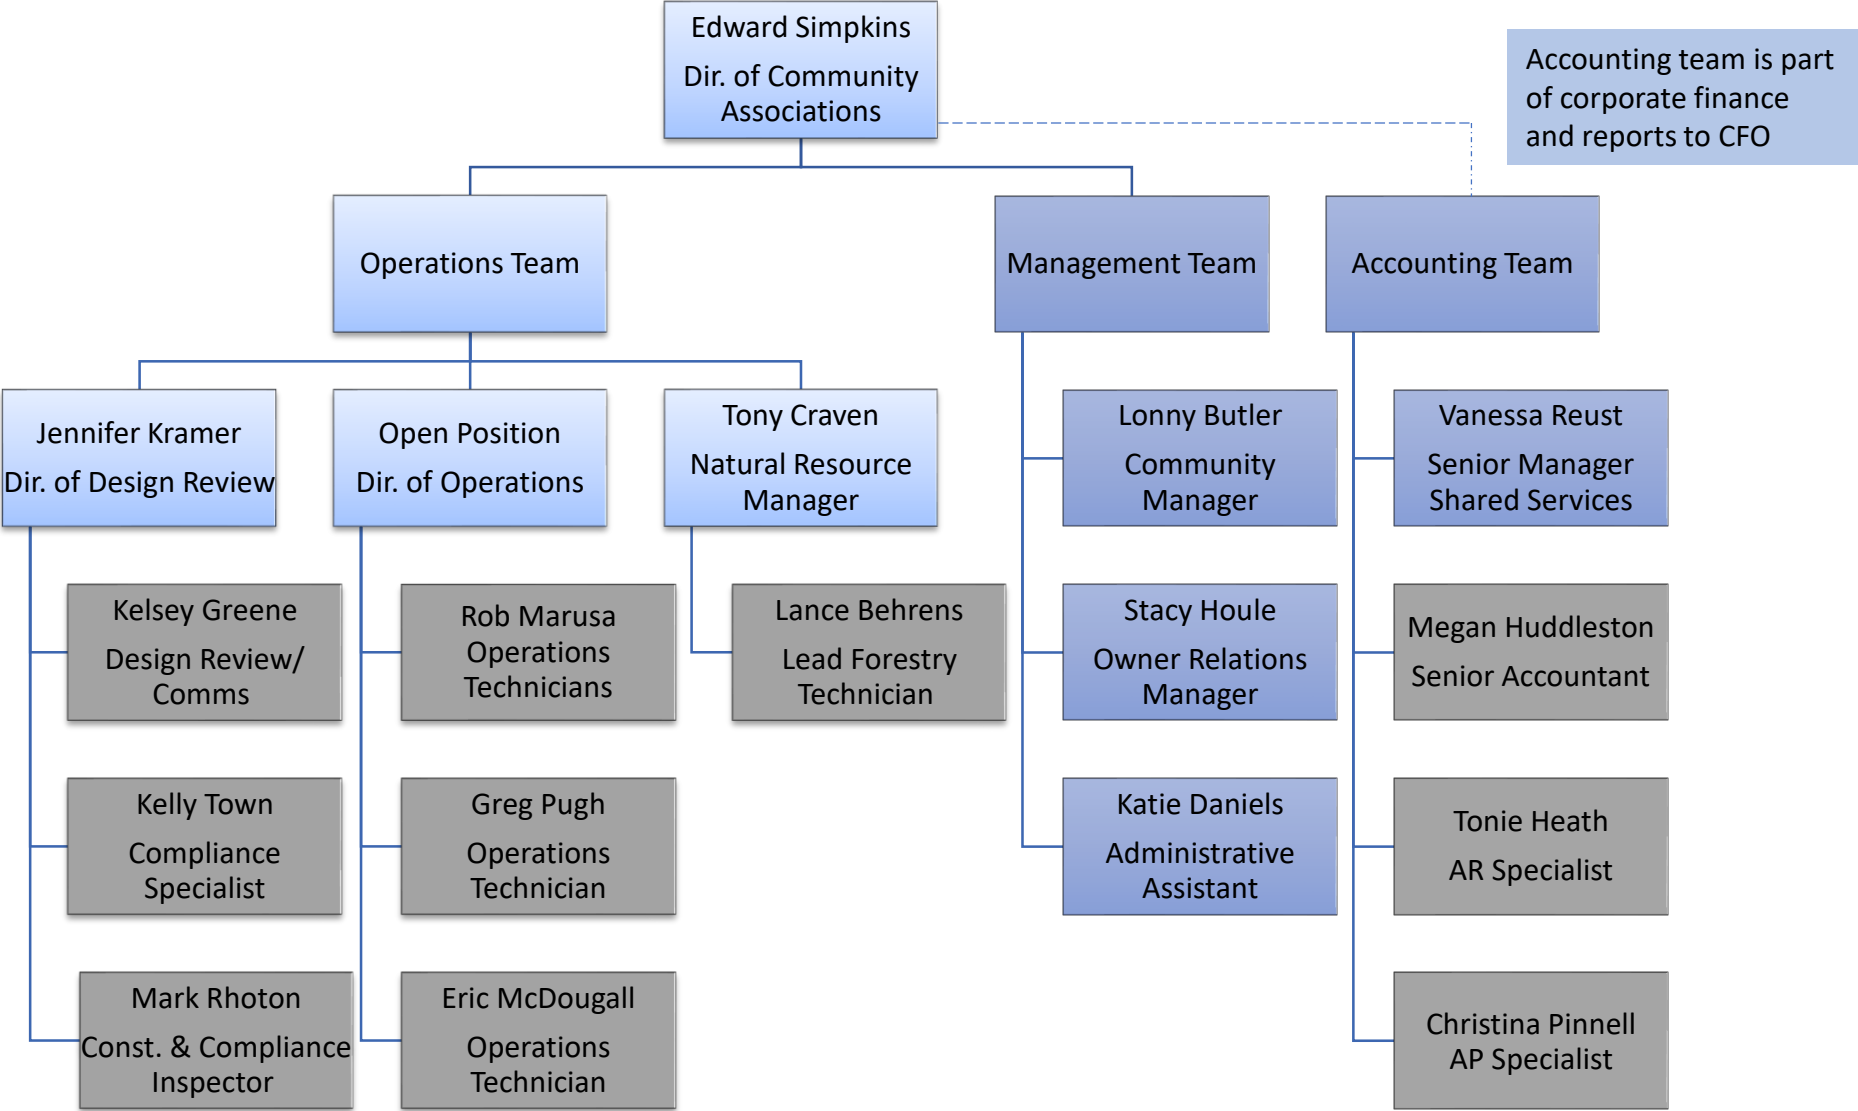 Edward Simpkins
Dir. of Community
Associations
Accounting team is part
of corporate finance
and reports to CFO
Operations Team
Management Team
Accounting Team
Jennifer Kramer
Dir. of Design Review
Open Position
Dir. of Operations
Tony Craven
Natural Resource
Manager
Lonny Butler
Community
Manager
Vanessa Reust
Senior Manager
Shared Services
Kelsey Greene
Design Review/
Comms
Rob Marusa
Operations
Technicians
Lance Behrens
Lead Forestry
Technician
Stacy Houle
Owner Relations
Manager
Megan Huddleston
Senior Accountant
Kelly Town
Compliance
Specialist
Greg Pugh
Operations
Technician
Katie Daniels
Administrative
Assistant
Tonie Heath
AR Specialist
Mark Rhoton
Const. & Compliance
Inspector
Eric McDougall
Operations
Technician
Christina Pinnell
AP Specialist